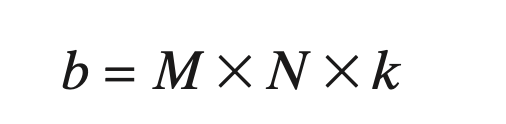 b = M × N × k